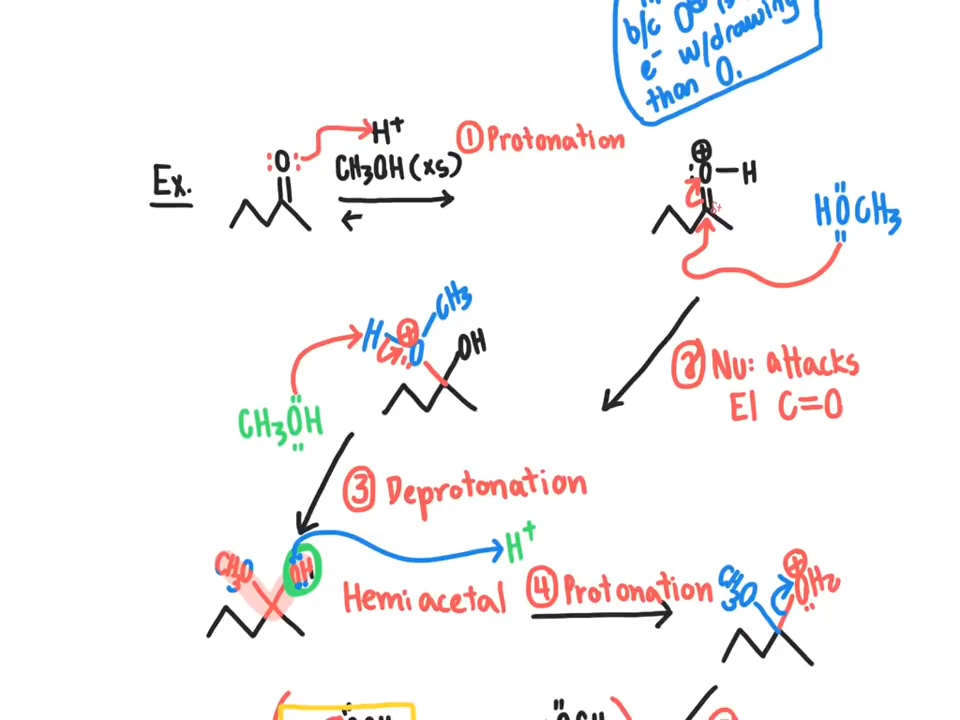 b/c O⊕ is
e⁻ w/drawing
than O.
Ex.
:O:
H⁺
CH₃OH (xs)
① Protonation
⊕
:O—H
δ+
HÖCH₃
② Nu: attacks
El C=O
H
⊕
O
CH₃
OH
CH₃ÖH
③ Deprotonation
CH₃O
OH
H⁺
Hemiacetal
④ Protonation
CH₃O
⊕
OH₂